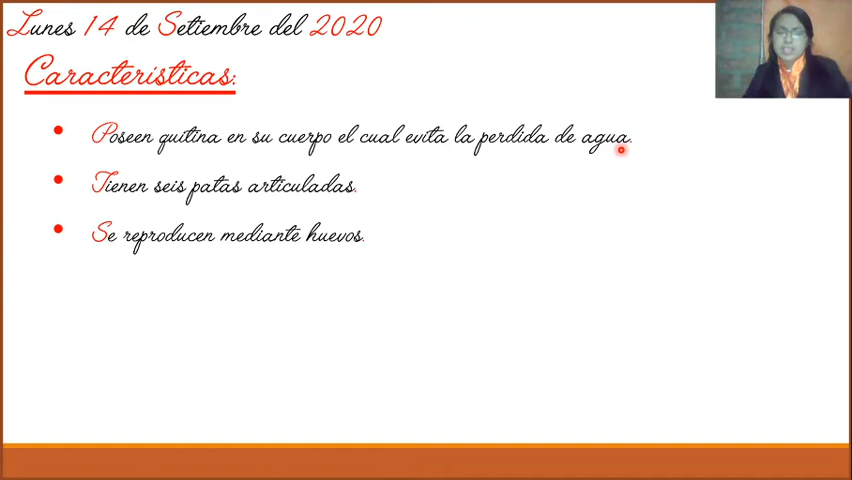 Lunes 14 de Setiembre del 2020
Características:
• Poseen quitina en su cuerpo el cual evita la perdida de agua.
• Tienen seis patas articuladas.
• Se reproducen mediante huevos.